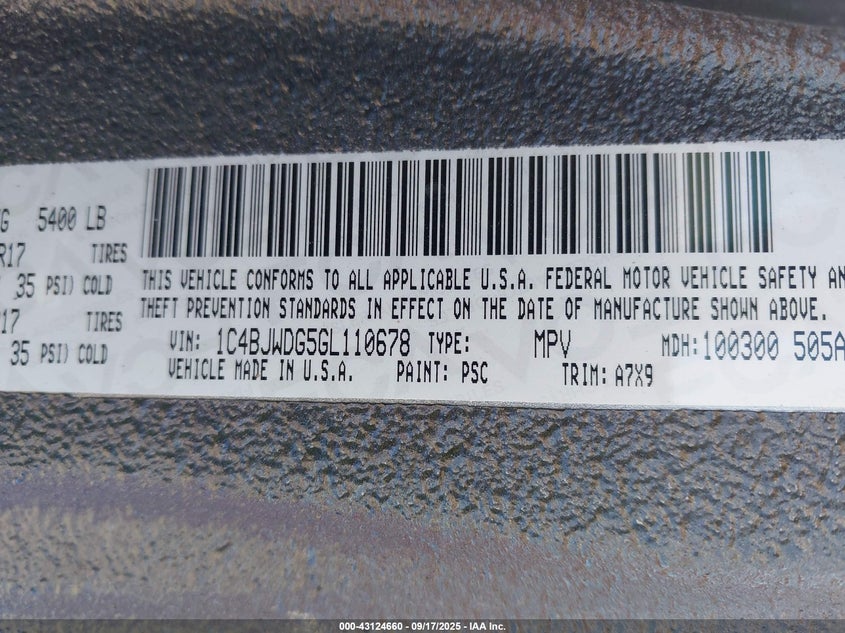 5400 LB
R17 TIRES
35 PSI) COLD
THIS VEHICLE CONFORMS TO ALL APPLICABLE U.S.A. FEDERAL MOTOR VEHICLE SAFETY AN
THEFT PREVENTION STANDARDS IN EFFECT ON THE DATE OF MANUFACTURE SHOWN ABOVE.
R17 TIRES
VIN: 1C4BJWDG5GL110678 TYPE: MPV MDH: 100300 505A
35 PSI) COLD
VEHICLE MADE IN U.S.A. PAINT: PSC TRIM: A7X9
000-43124660 - 09/17/2025 - IAA Inc.